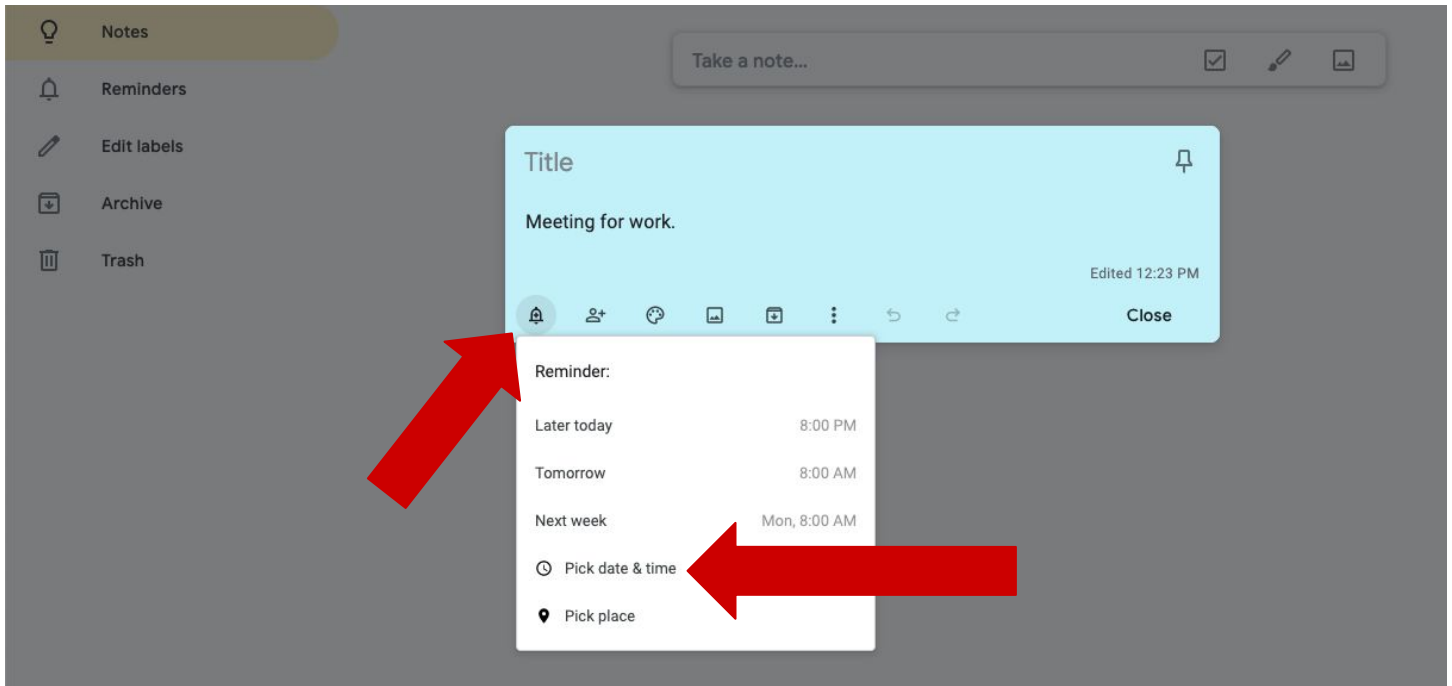 Notes
Take a note...
Reminders
Edit labels
Archive
Trash
Title
Meeting for work.
Edited 12:23 PM
Close
Reminder:
Later today 8:00 PM
Tomorrow 8:00 AM
Next week Mon, 8:00 AM
Pick date & time
Pick place